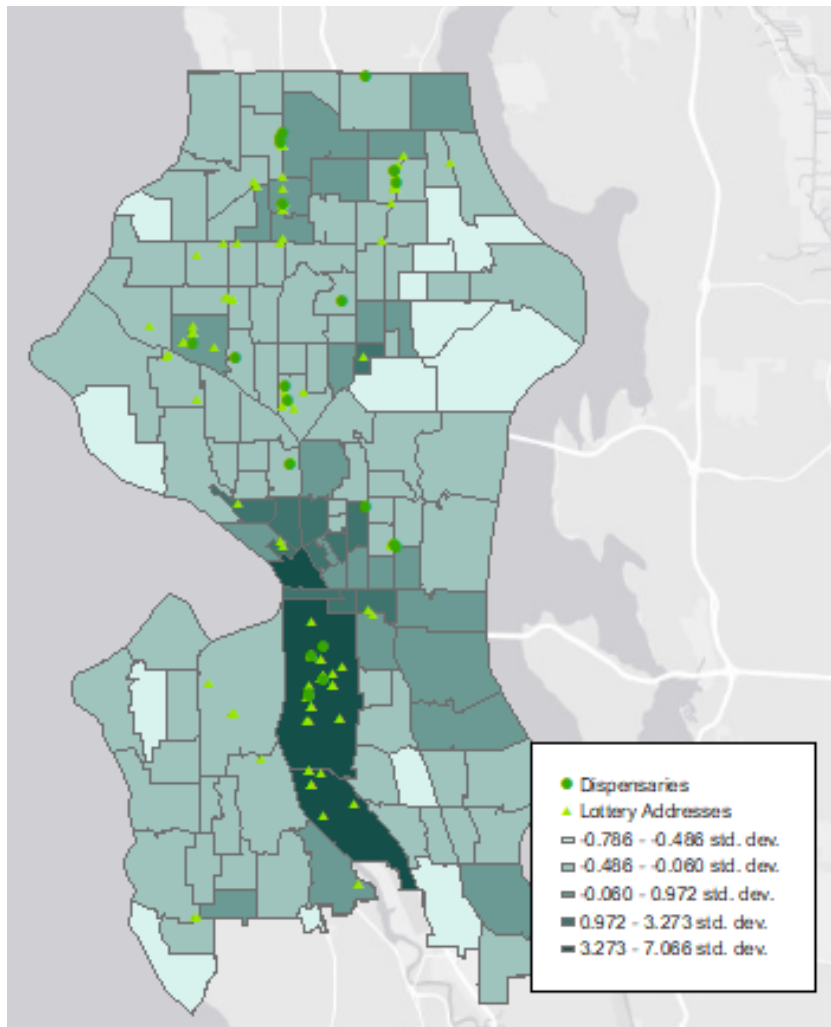 Dispensaries
Lottery Addresses
-0.786 - -0.486 std. dev.
-0.486 - -0.060 std. dev.
-0.060 - 0.972 std. dev.
0.972 - 3.273 std. dev.
3.273 - 7.066 std. dev.